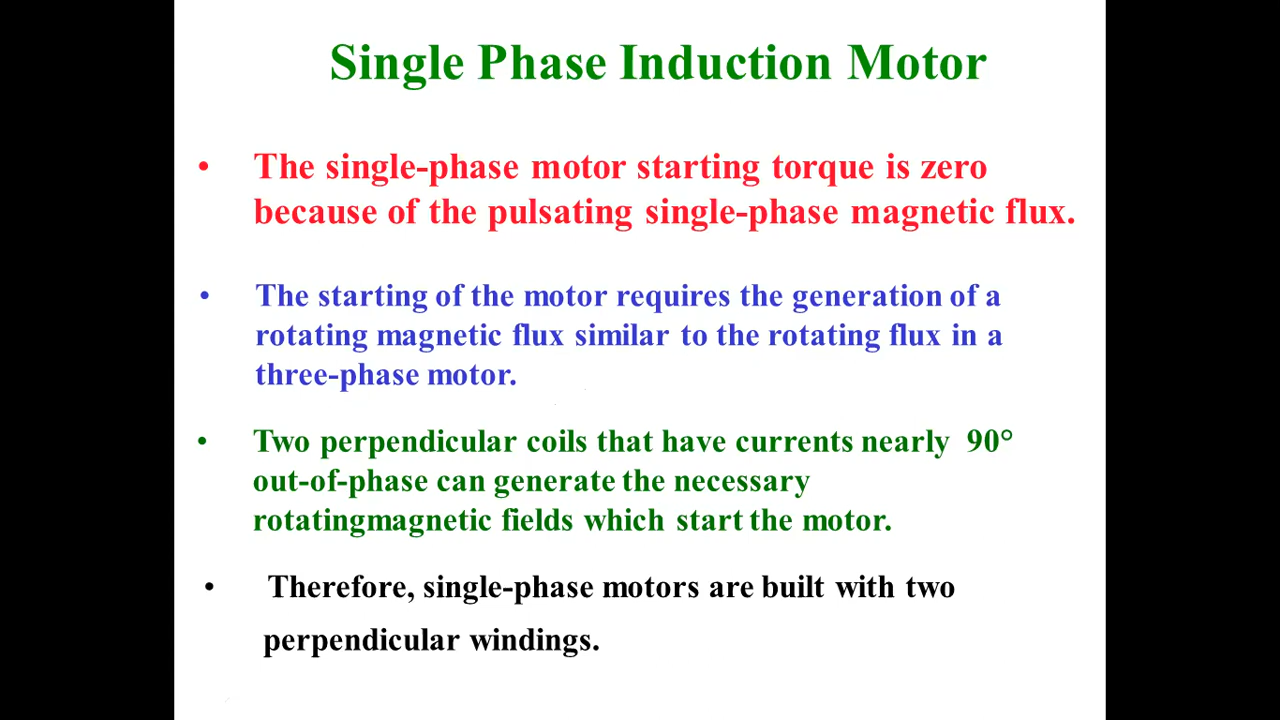 Single Phase Induction Motor
• The single-phase motor starting torque is zero
because of the pulsating single-phase magnetic flux.
• The starting of the motor requires the generation of a
rotating magnetic flux similar to the rotating flux in a
three-phase motor.
• Two perpendicular coils that have currents nearly 90°
out-of-phase can generate the necessary
rotatingmagnetic fields which start the motor.
• Therefore, single-phase motors are built with two
perpendicular windings.